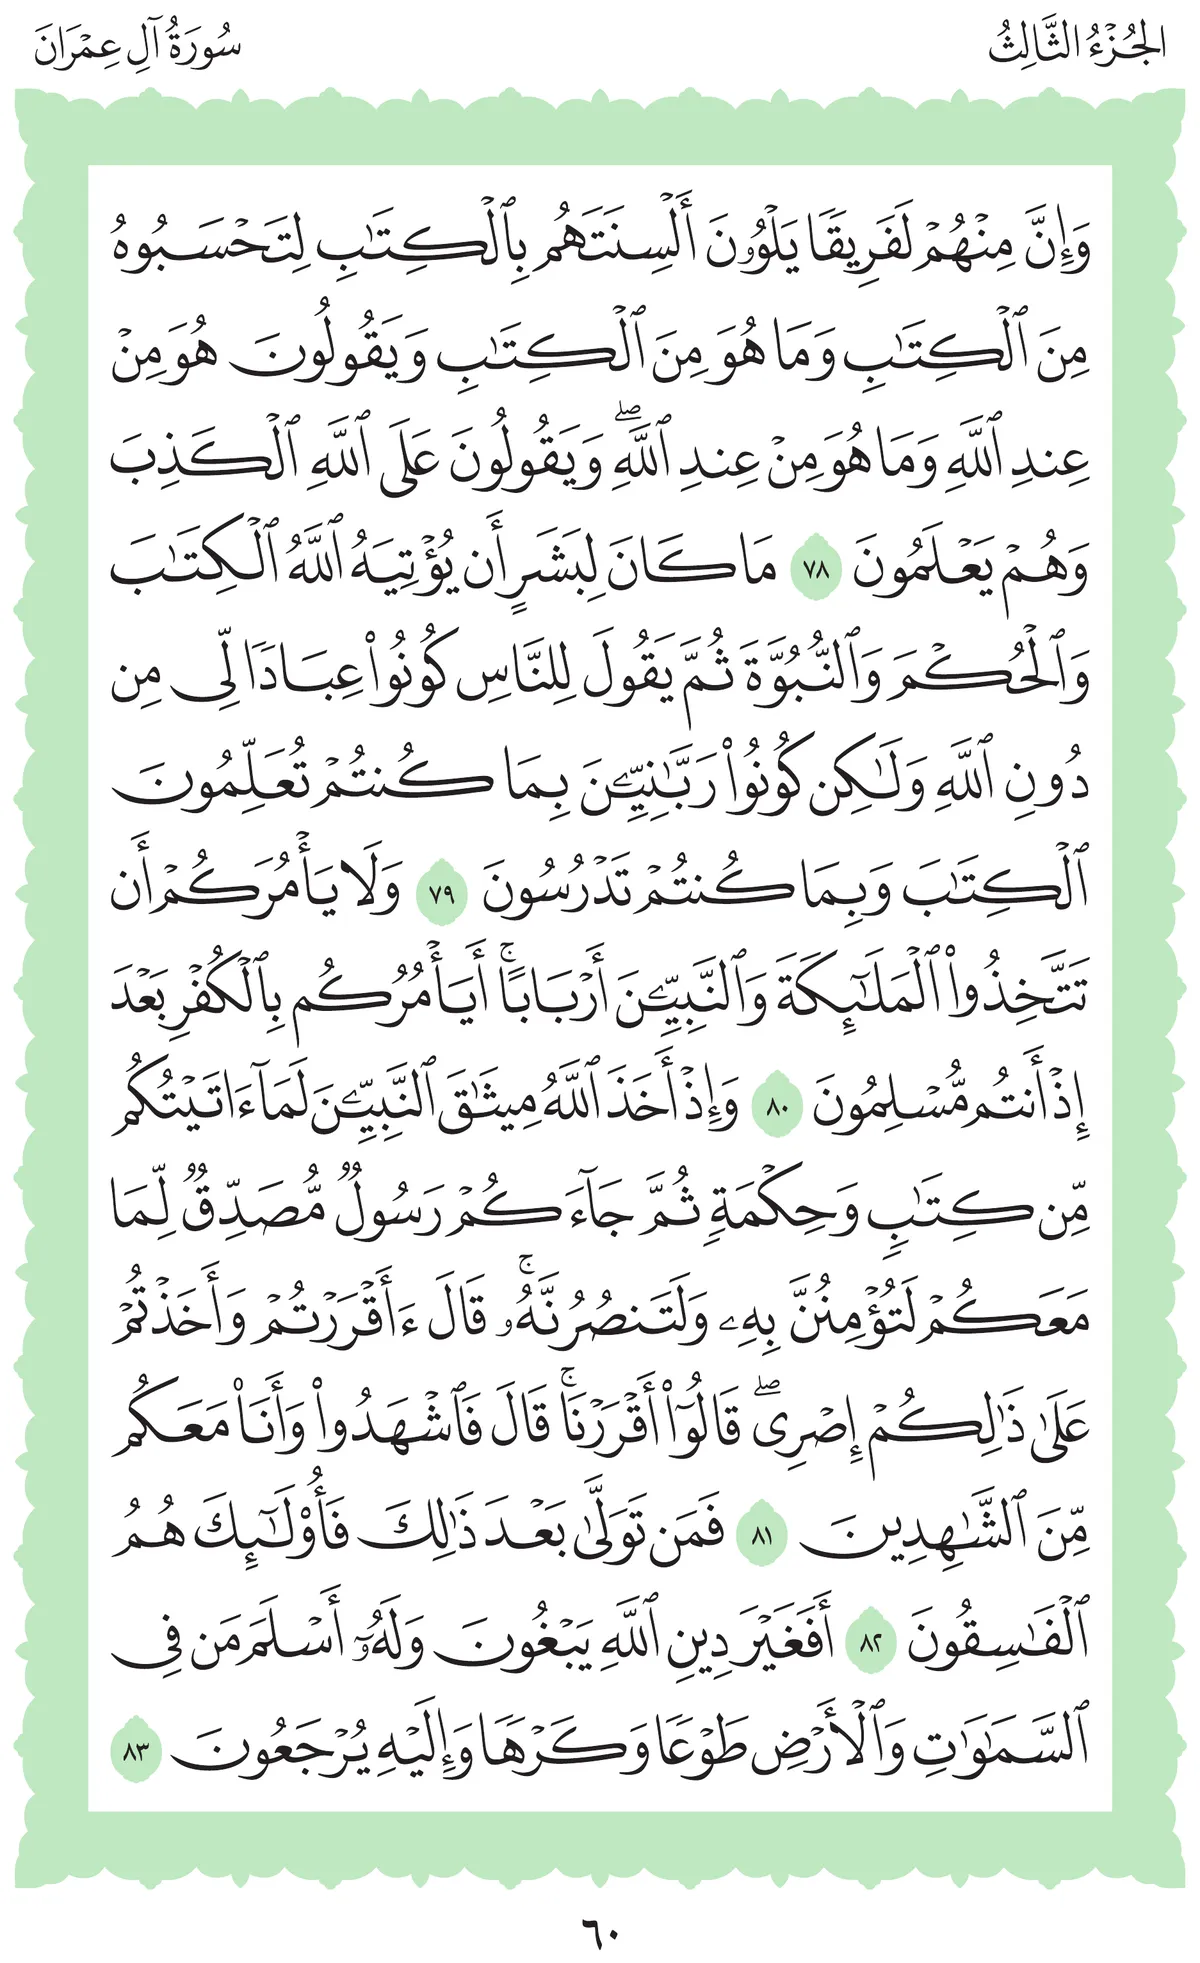 الجُزْءُ الثَّالِثُ
سُورَةُ آلِ عِمْرَانَ
وَإِنَّ مِنْهُمْ لَفَرِيقًا يَلْوُۥنَ أَلْسِنَتَهُم بِٱلْكِتَٰبِ لِتَحْسَبُوهُ
مِنَ ٱلْكِتَٰبِ وَمَا هُوَ مِنَ ٱلْكِتَٰبِ وَيَقُولُونَ هُوَ مِنْ
عِندِ ٱللَّهِ وَمَا هُوَ مِنْ عِندِ ٱللَّهِۖ وَيَقُولُونَ عَلَى ٱللَّهِ ٱلْكَذِبَ
وَهُمْ يَعْلَمُونَ ٧٨ مَا كَانَ لِبَشَرٍ أَن يُؤْتِيَهُ ٱللَّهُ ٱلْكِتَٰبَ
وَٱلْحُكْمَ وَٱلنُّبُوَّةَ ثُمَّ يَقُولَ لِلنَّاسِ كُونُوا۟ عِبَادًا لِّى مِن
دُونِ ٱللَّهِ وَلَٰكِن كُونُوا۟ رَبَّٰنِيِّۦنَ بِمَا كُنتُمْ تُعَلِّمُونَ
ٱلْكِتَٰبَ وَبِمَا كُنتُمْ تَدْرُسُونَ ٧٩ وَلَا يَأْمُرَكُمْ أَن
تَتَّخِذُوا۟ ٱلْمَلَٰٓئِكَةَ وَٱلنَّبِيِّۦنَ أَرْبَابًاۚ أَيَأْمُرُكُم بِٱلْكُفْرِ بَعْدَ
إِذْ أَنتُم مُّسْلِمُونَ ٨٠ وَإِذْ أَخَذَ ٱللَّهُ مِيثَٰقَ ٱلنَّبِيِّۦنَ لَمَآ ءَاتَيْتُكُم
مِّن كِتَٰبٍ وَحِكْمَةٍ ثُمَّ جَآءَكُمْ رَسُولٌ مُّصَدِّقٌ لِّمَا
مَعَكُمْ لَتُؤْمِنُنَّ بِهِۦ وَلَتَنصُرُنَّهُۥۚ قَالَ ءَأَقْرَرْتُمْ وَأَخَذْتُمْ
عَلَىٰ ذَٰلِكُمْ إِصْرِىۖ قَالُوٓا۟ أَقْرَرْنَاۚ قَالَ فَٱشْهَدُوا۟ وَأَنَا۠ مَعَكُم
مِّنَ ٱلشَّٰهِدِينَ ٨١ فَمَن تَوَلَّىٰ بَعْدَ ذَٰلِكَ فَأُو۟لَٰٓئِكَ هُمُ
ٱلْفَٰسِقُونَ ٨٢ أَفَغَيْرَ دِينِ ٱللَّهِ يَبْغُونَ وَلَهُۥٓ أَسْلَمَ مَن فِى
ٱلسَّمَٰوَٰتِ وَٱلْأَرْضِ طَوْعًا وَكَرْهًا وَإِلَيْهِ يُرْجَعُونَ ٨٣
٦٠